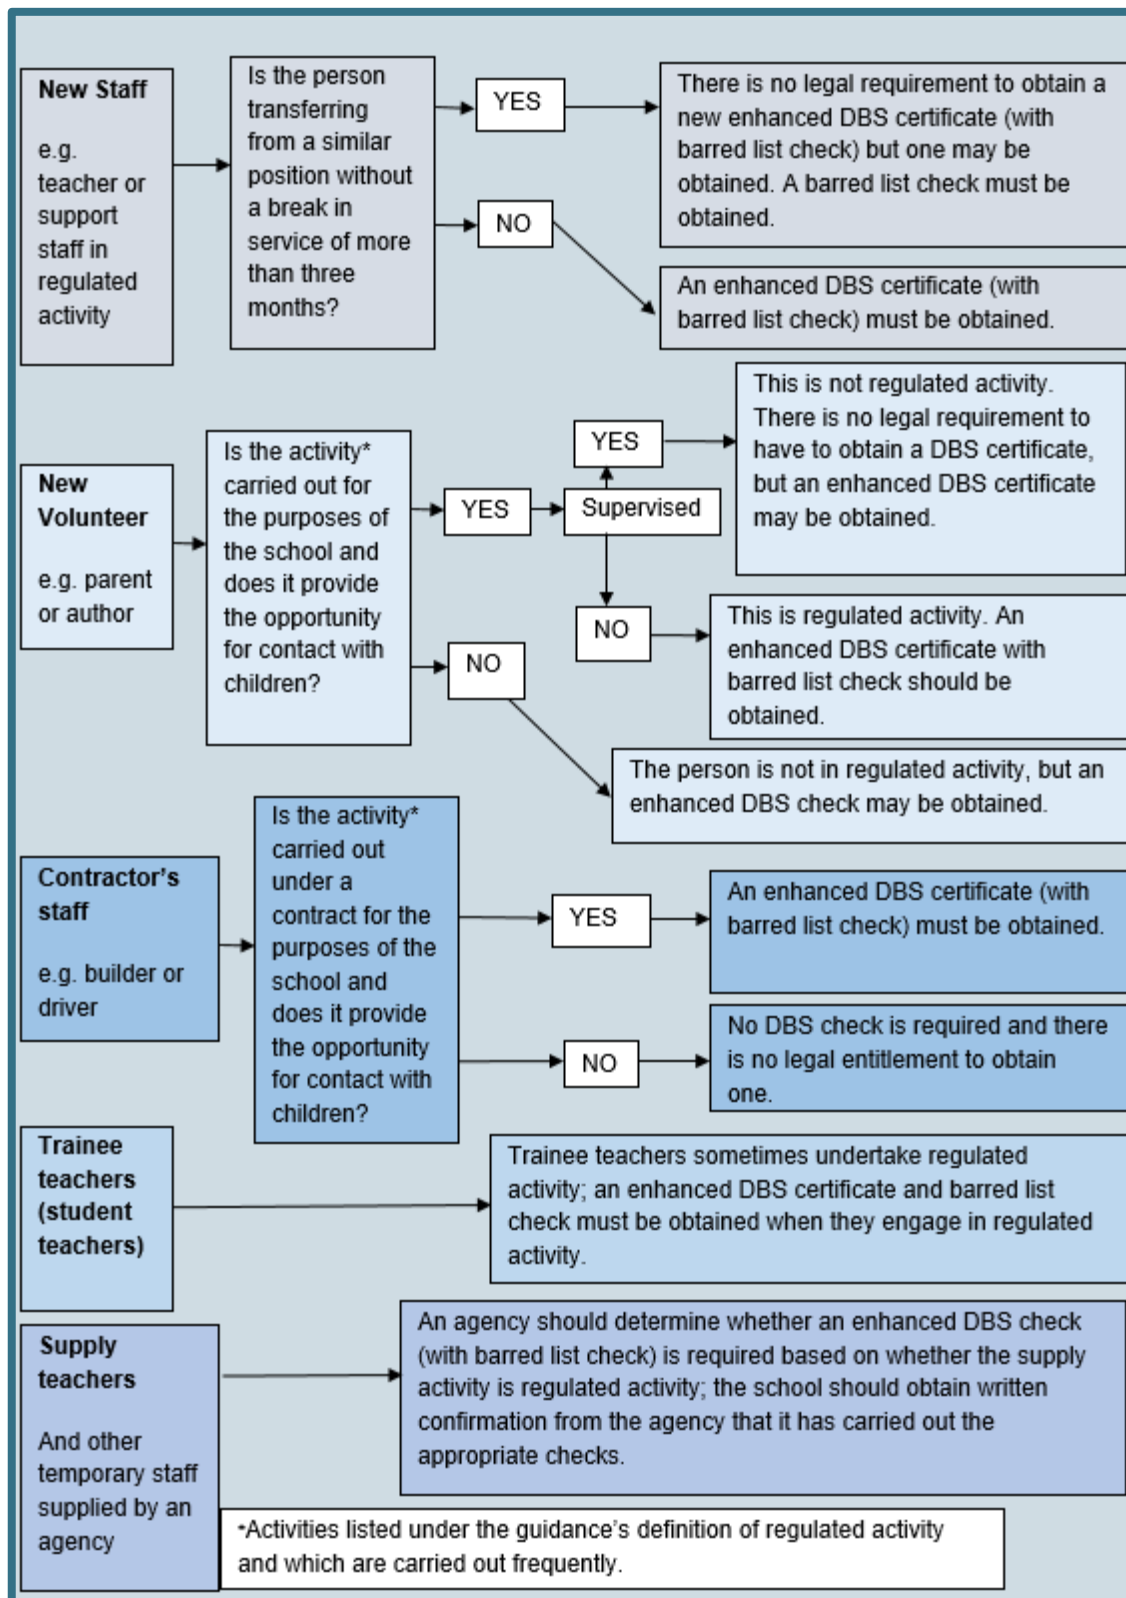 New Staff
e.g.
teacher or
support
staff in
regulated
activity
Is the person
transferring
from a similar
position without
a break in
service of more
than three
months?
YES
There is no legal requirement to obtain a
new enhanced DBS certificate (with
barred list check) but one may be
obtained. A barred list check must be
obtained.
NO
An enhanced DBS certificate (with
barred list check) must be obtained.
New
Volunteer
e.g. parent
or author
Is the activity*
carried out for
the purposes of
the school and
does it provide
the opportunity
for contact with
children?
YES
Supervised
YES
This is not regulated activity.
There is no legal requirement to
have to obtain a DBS certificate,
but an enhanced DBS certificate
may be obtained.
NO
This is regulated activity. An
enhanced DBS certificate with
barred list check should be
obtained.
NO
The person is not in regulated activity, but an
enhanced DBS check may be obtained.
Contractor's
staff
e.g. builder or
driver
Is the activity*
carried out
under a
contract for the
purposes of the
school and
does it provide
the opportunity
for contact with
children?
YES
An enhanced DBS certificate (with
barred list check) must be obtained.
NO
No DBS check is required and there
is no legal entitlement to obtain
one.
Trainee
teachers
(student
teachers)
Trainee teachers sometimes undertake regulated
activity; an enhanced DBS certificate and barred list
check must be obtained when they engage in regulated
activity.
Supply
teachers
And other
temporary staff
supplied by an
agency
An agency should determine whether an enhanced DBS check
(with barred list check) is required based on whether the supply
activity is regulated activity; the school should obtain written
confirmation from the agency that it has carried out the
appropriate checks.
*Activities listed under the guidance's definition of regulated activity
and which are carried out frequently.